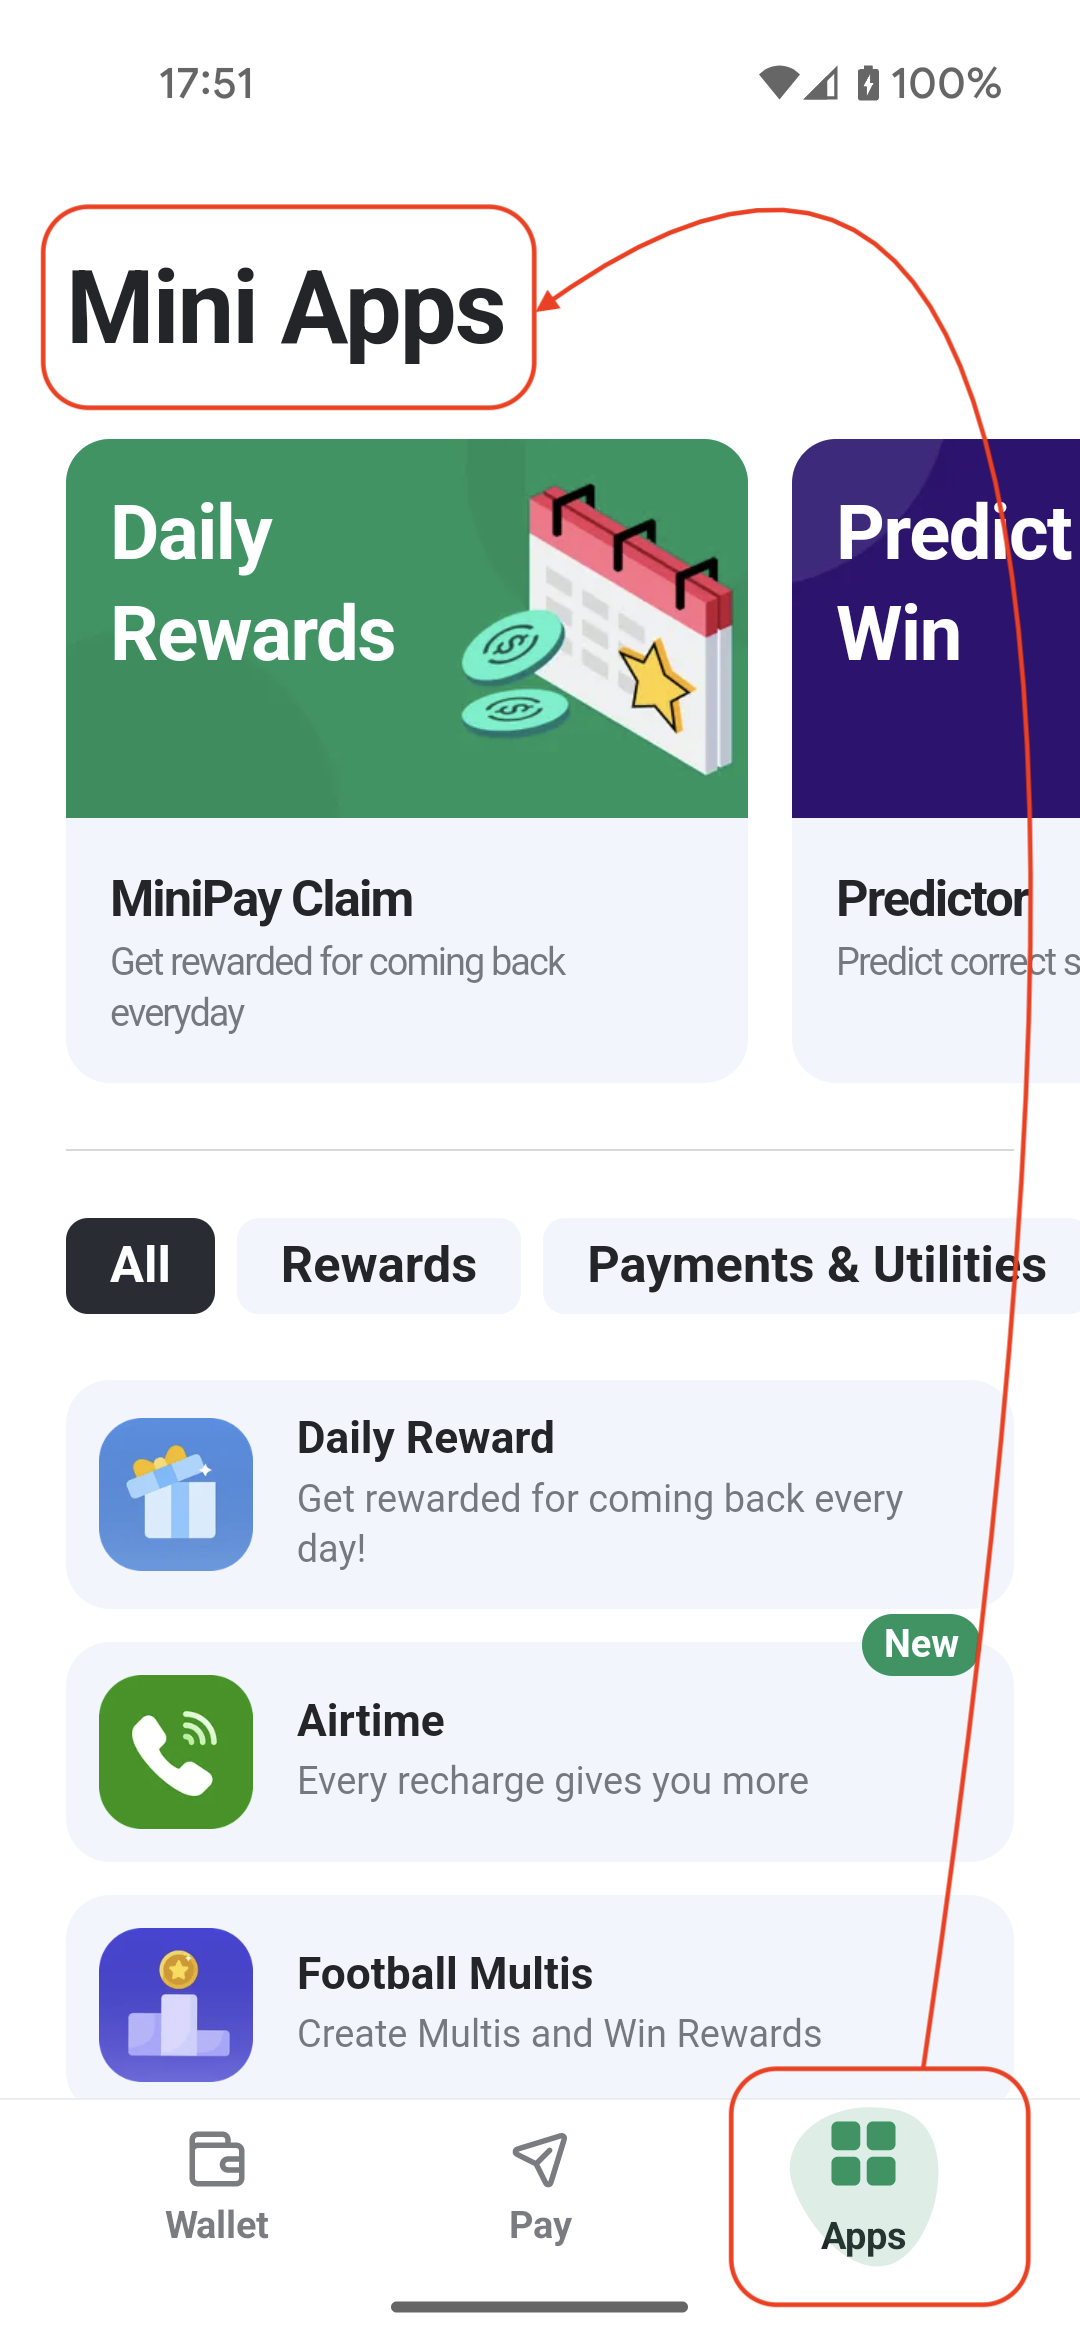 17:51
100%
Mini Apps
Daily
Rewards
Predict
Win
MiniPay Claim
Get rewarded for coming back
everyday
Predictor
Predict correct s
All
Rewards
Payments & Utilities
Daily Reward
Get rewarded for coming back every
day!
New
Airtime
Every recharge gives you more
Football Multis
Create Multis and Win Rewards
Wallet
Pay
Apps